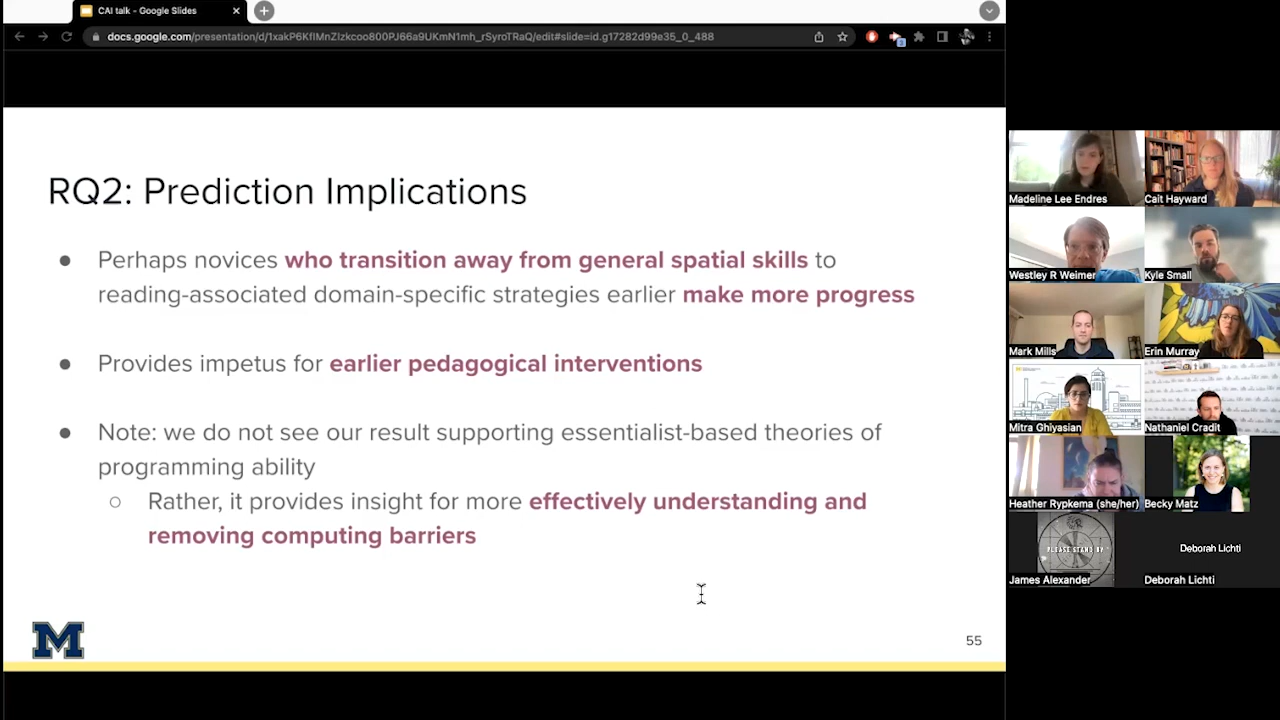 CAI talk - Google Slides
docs.google.com/presentation/d/1xakP6KfIMnZIzkcoo800PJ66a9UKmN1mh_rSyroTRaQ/edit#slide=id.g17282d99e35_0_488
RQ2: Prediction Implications
● Perhaps novices who transition away from general spatial skills to
reading-associated domain-specific strategies earlier make more progress
● Provides impetus for earlier pedagogical interventions
● Note: we do not see our result supporting essentialist-based theories of
programming ability
○ Rather, it provides insight for more effectively understanding and
removing computing barriers
M
55
Madeline Lee Endres
Cait Hayward
Westley R Weimer
Kyle Small
Mark Mills
Erin Murray
Mitra Ghiyasian
Nathaniel Cradit
Heather Rypkema (she/her)
Becky Matz
PLEASE STAND BY
James Alexander
Deborah Lichti
Deborah Lichti